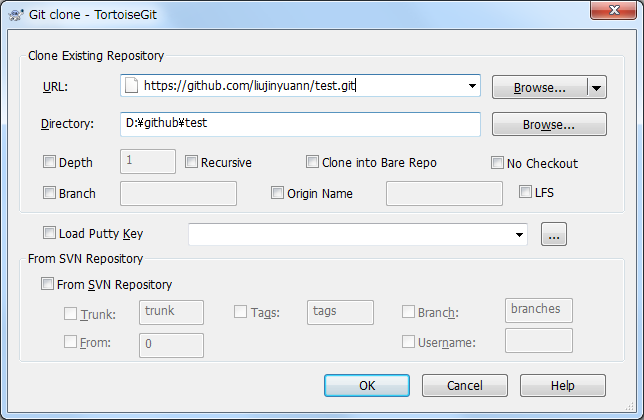 Git clone - TortoiseGit
Clone Existing Repository
URL: https://github.com/liujinyuann/test.git Browse...
Directory: D:¥github¥test Browse...
Depth 1 Recursive Clone into Bare Repo No Checkout
Branch Origin Name LFS
Load Putty Key ...
From SVN Repository
From SVN Repository
Trunk: trunk Tags: tags Branch: branches
From: 0 Username:
OK Cancel Help